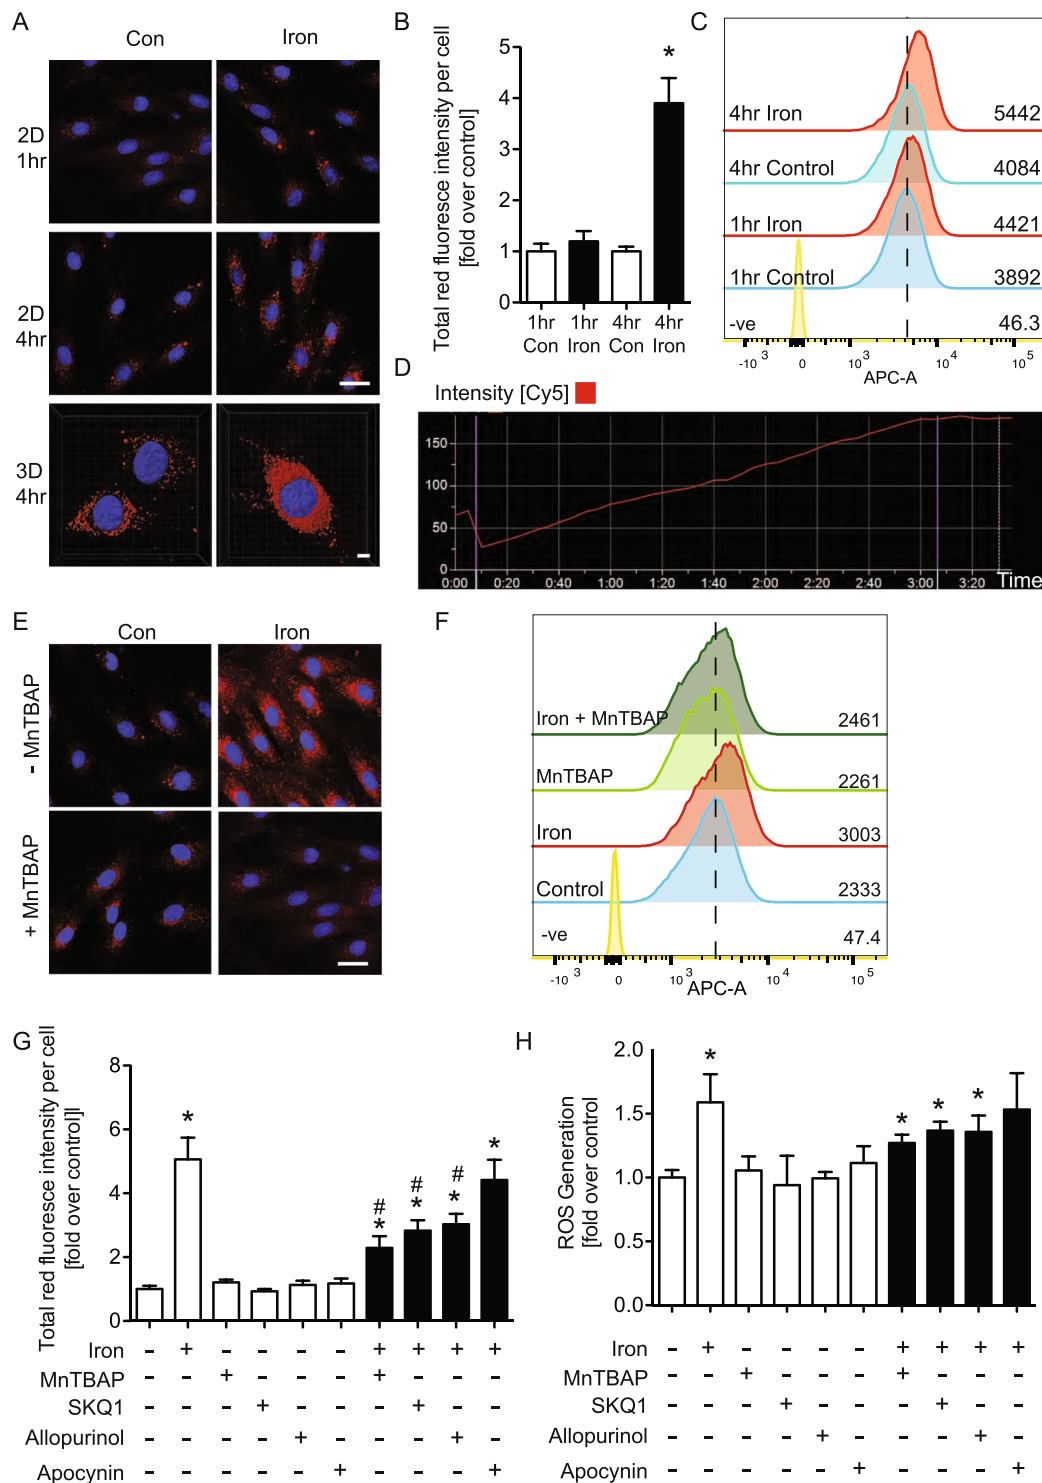 A
Con
Iron
2D
1hr
2D
4hr
3D
4hr
B
Total red fluoresce intensity per cell
[fold over control]
5
4
3
2
1
0
*
1hr
Con
1hr
Iron
4hr
Con
4hr
Iron
C
4hr Iron
5442
4hr Control
4084
1hr Iron
4421
1hr Control
3892
-ve
46.3
-10 3
0
10 3
10 4
10 5
APC-A
D
Intensity [Cy5]
150
100
50
0
0:00
0:20
0:40
1:00
1:20
1:40
2:00
2:20
2:40
3:00
3:20
Time
E
Con
Iron
- MnTBAP
+ MnTBAP
F
Iron + MnTBAP
2461
MnTBAP
2261
Iron
3003
Control
2333
-ve
47.4
-10 3
0
10 3
10 4
10 5
APC-A
G
Total red fluoresce intensity per cell
[fold over control]l
8
6
4
2
0
*
#
*
#
*
#
*
*
Iron - + - - - - + + + +
MnTBAP - - + - - - + - - -
SKQ1 - - - + - - - + - -
Allopurinol - - - - + - - - + -
Apocynin - - - - - + - - - +
H
ROS Generation
[fold over control
2.0
1.5
1.0
0.5
0.0
*
*
*
*
Iron - + - - - - + + + +
MnTBAP - - + - - - + - - -
SKQ1 - - - + - - - + - -
Allopurinol - - - - + - - - + -
Apocynin - - - - - + - - - +